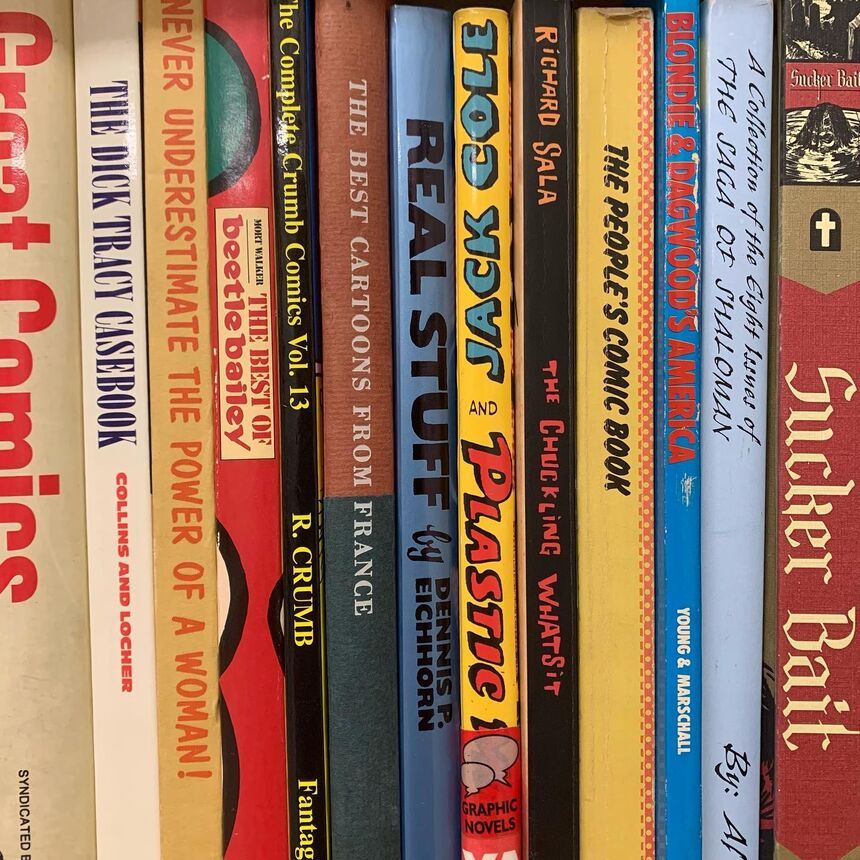 Great Comics
SYNDICATED
THE DICK TRACY CASEBOOK
COLLINS AND LOCHER
NEVER UNDERESTIMATE THE POWER OF A WOMAN!
MORT WALKER THE BEST OF
beetle bailey
The Complete Crumb Comics Vol. 13
R. CRUMB
Fantag
THE BEST CARTOONS FROM FRANCE
REAL STUFF by DENNIS P.
EICHHORN
JACK COLE
AND
PLASTIC
GRAPHIC
NOVELS
RICHARD SALA
THE CHUCKLING WHATSIT
THE PEOPLE'S COMIC BOOK
BLONDIE & DAGWOOD'S AMERICA
YOUNG & MARSCHALL
A Collection of the Eight Issues of
THE SAGA OF SHALOMAN
By: Al
Sucker Bait
Sucker Bait